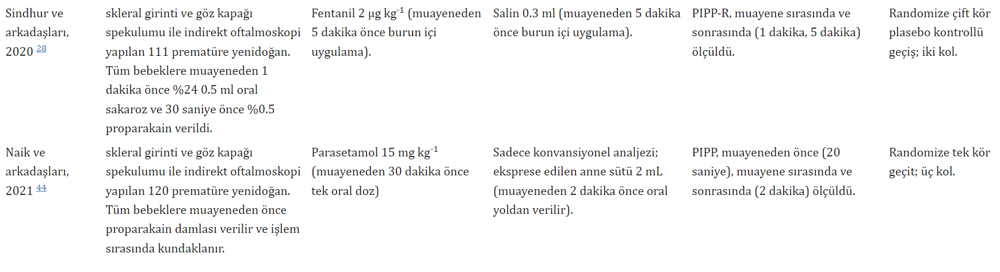 Sindhur ve
arkadaşları,
2020 28
skleral girinti ve göz kapağı
spekulumu ile indirekt oftalmoskopi
yapılan 111 prematüre yenidoğan.
Tüm bebeklere muayeneden 1
dakika önce %24 0.5 ml oral
sakaroz ve 30 saniye önce %0.5
proparakain verildi.
Fentanil 2 μg kg-1 (muayeneden
5 dakika önce burun içi
uygulama).
Salin 0.3 ml (muayeneden 5 dakika
önce burun içi uygulama).
PIPP-R, muayene sırasında ve
sonrasında (1 dakika, 5 dakika)
ölçüldü.
Randomize çift kör
plasebo kontrollü
geçiş; iki kol.
Naik ve
arkadaşları,
2021 44
skleral girinti ve göz kapağı
spekulumu ile indirekt oftalmoskopi
yapılan 120 prematüre yenidoğan.
Tüm bebeklere muayeneden önce
proparakain damlası verilir ve işlem
sırasında kundaklanır.
Parasetamol 15 mg kg-1
(muayeneden 30 dakika önce
tek oral doz)
Sadece konvansiyonel analjezi;
eksprese edilen anne sütü 2 mL
(muayeneden 2 dakika önce oral
yoldan verilir).
PIPP, muayeneden önce (20
saniye), muayene sırasında ve
sonrasında (2 dakika) ölçüldü.
Randomize tek kör
geçit; üç kol.